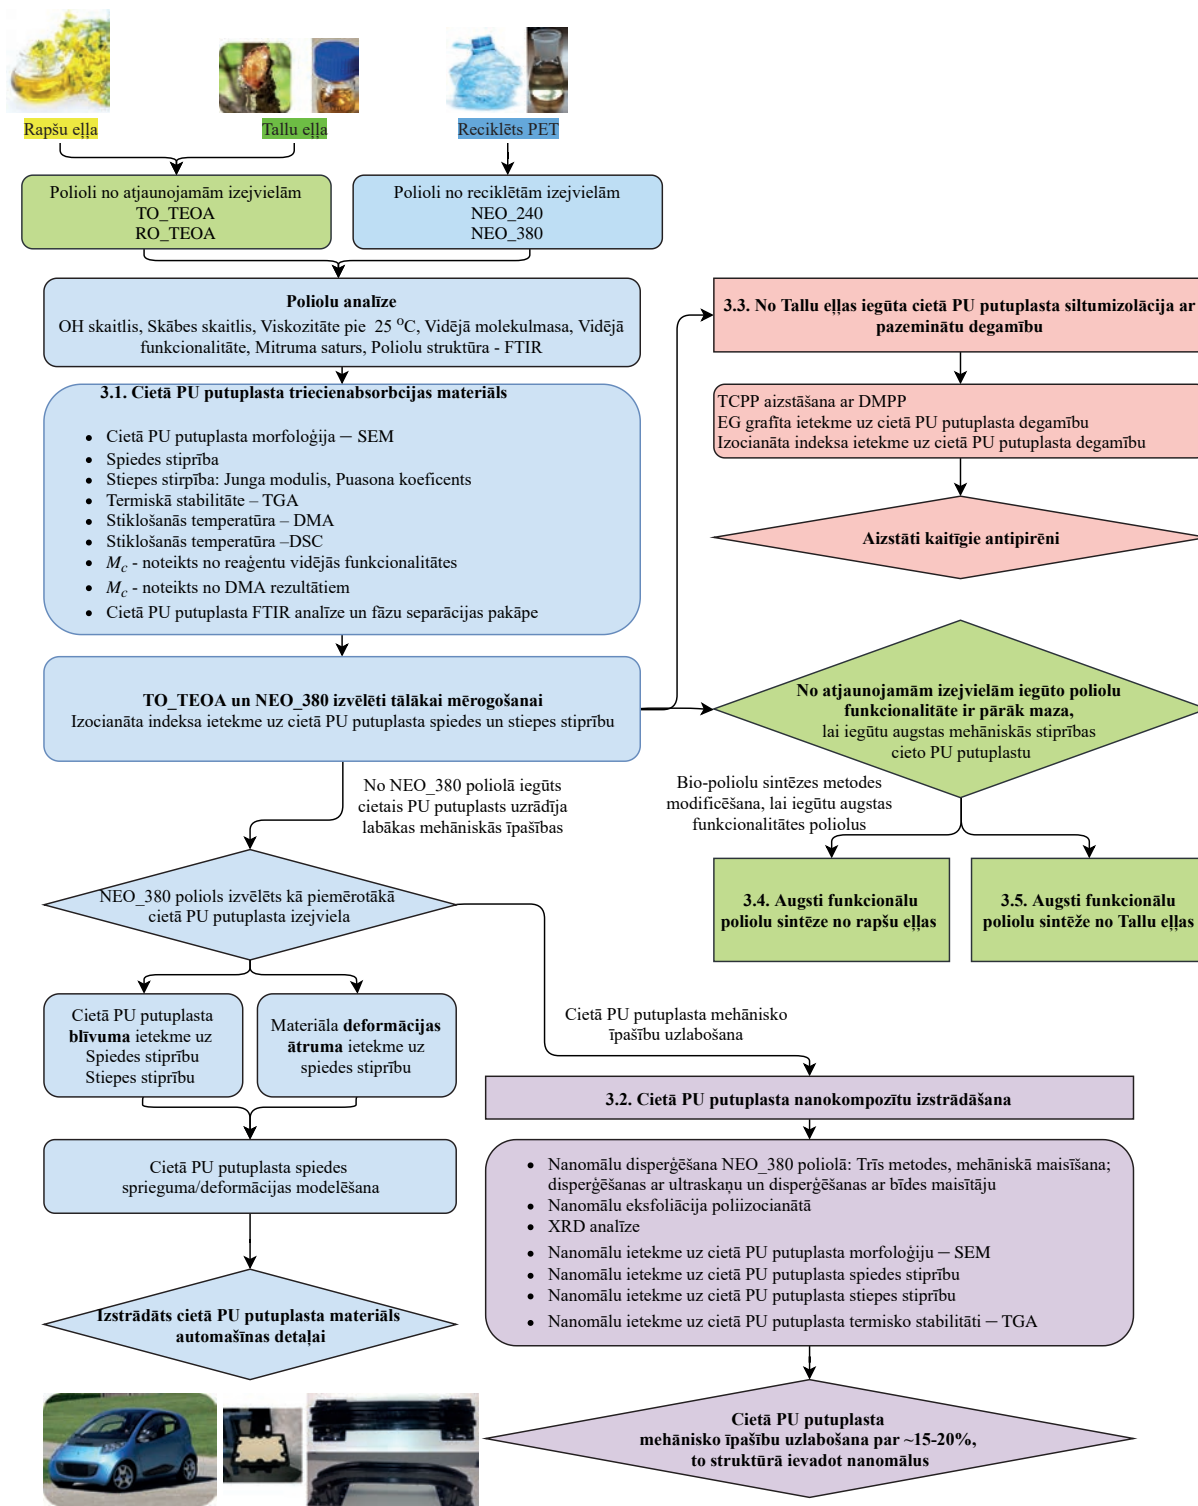 Rapšu eļļa
Tallu eļļa
Reciklēts PET
Polioli no atjaunojamām izejvielām
TO_TEOA
RO_TEOA
Polioli no reciklētām izejvielām
NEO_240
NEO_380
Poliolu analīze
OH skaitlis, Skābes skaitlis, Viskozitāte pie 25 °C, Vidējā molekulmasa, Vidējā
funkcionalitāte, Mitruma saturs, Poliolu struktūra - FTIR
3.1. Cietā PU putuplasta triecienabsorbcijas materiāls
• Cietā PU putuplasta morfoloģija — SEM
• Spiedes stiprība
• Stiepes stirpība: Junga modulis, Puasona koeficents
• Termiskā stabilitāte – TGA
• Stiklošanās temperatūra – DMA
• Stiklošanās temperatūra –DSC
• Mc - noteikts no reaģentu vidējās funkcionalitātes
• Mc - noteikts no DMA rezultātiem
• Cietā PU putuplasta FTIR analīze un fāzu separācijas pakāpe
TO_TEOA un NEO_380 izvēlēti tālākai mērogošanai
Izocianāta indeksa ietekme uz cietā PU putuplasta spiedes un stiepes stiprību
3.3. No Tallu eļļas iegūta cietā PU putuplasta siltumizolācija ar
pazeminātu degamību
TCPP aizstāšana ar DMPP
EG grafīta ietekme uz cietā PU putuplasta degamību
Izocianāta indeksa ietekme uz cietā PU putuplasta degamību
Aizstāti kaitīgie antipirēni
No atjaunojamām izejvielām iegūto poliolu
funkcionalitāte ir pārāk maza,
lai iegūtu augstas mehāniskās stiprības
cieto PU putuplastu
Bio-poliolu sintēzes metodes
modificēšana, lai iegūtu augstas
funkcionalitātes poliolus
3.4. Augsti funkcionālu
poliolu sintēze no rapšu eļļas
3.5. Augsti funkcionālu
poliolu sintēže no Tallu eļļas
No NEO_380 poliolā iegūts
cietais PU putuplasts uzrādīja
labākas mehāniskās īpašības
NEO_380 poliols izvēlēts kā piemērotākā
cietā PU putuplasta izejviela
Cietā PU putuplasta
blīvuma ietekme uz
Spiedes stiprību
Stiepes stiprību
Materiāla deformācijas
ātruma ietekme uz
spiedes stiprību
Cietā PU putuplasta spiedes
sprieguma/deformācijas modelēšana
Izstrādāts cietā PU putuplasta materiāls
automašīnas detaļai
Cietā PU putuplasta mehānisko
īpašību uzlabošana
3.2. Cietā PU putuplasta nanokompozītu izstrādāšana
• Nanomālu disperģēšana NEO_380 poliolā: Trīs metodes, mehāniskā maisīšana;
disperģēšanas ar ultraskaņu un disperģēšanas ar bīdes maisītāju
• Nanomālu eksfoliācija poliizocianātā
• XRD analīze
• Nanomālu ietekme uz cietā PU putuplasta morfoloģiju — SEM
• Nanomālu ietekme uz cietā PU putuplasta spiedes stiprību
• Nanomālu ietekme uz cietā PU putuplasta stiepes stiprību
• Nanomālu ietekme uz cietā PU putuplasta termisko stabilitāti — TGA
Cietā PU putuplasta
mehānisko īpašību uzlabošana par ~15-20%,
to struktūrā ievadot nanomālus